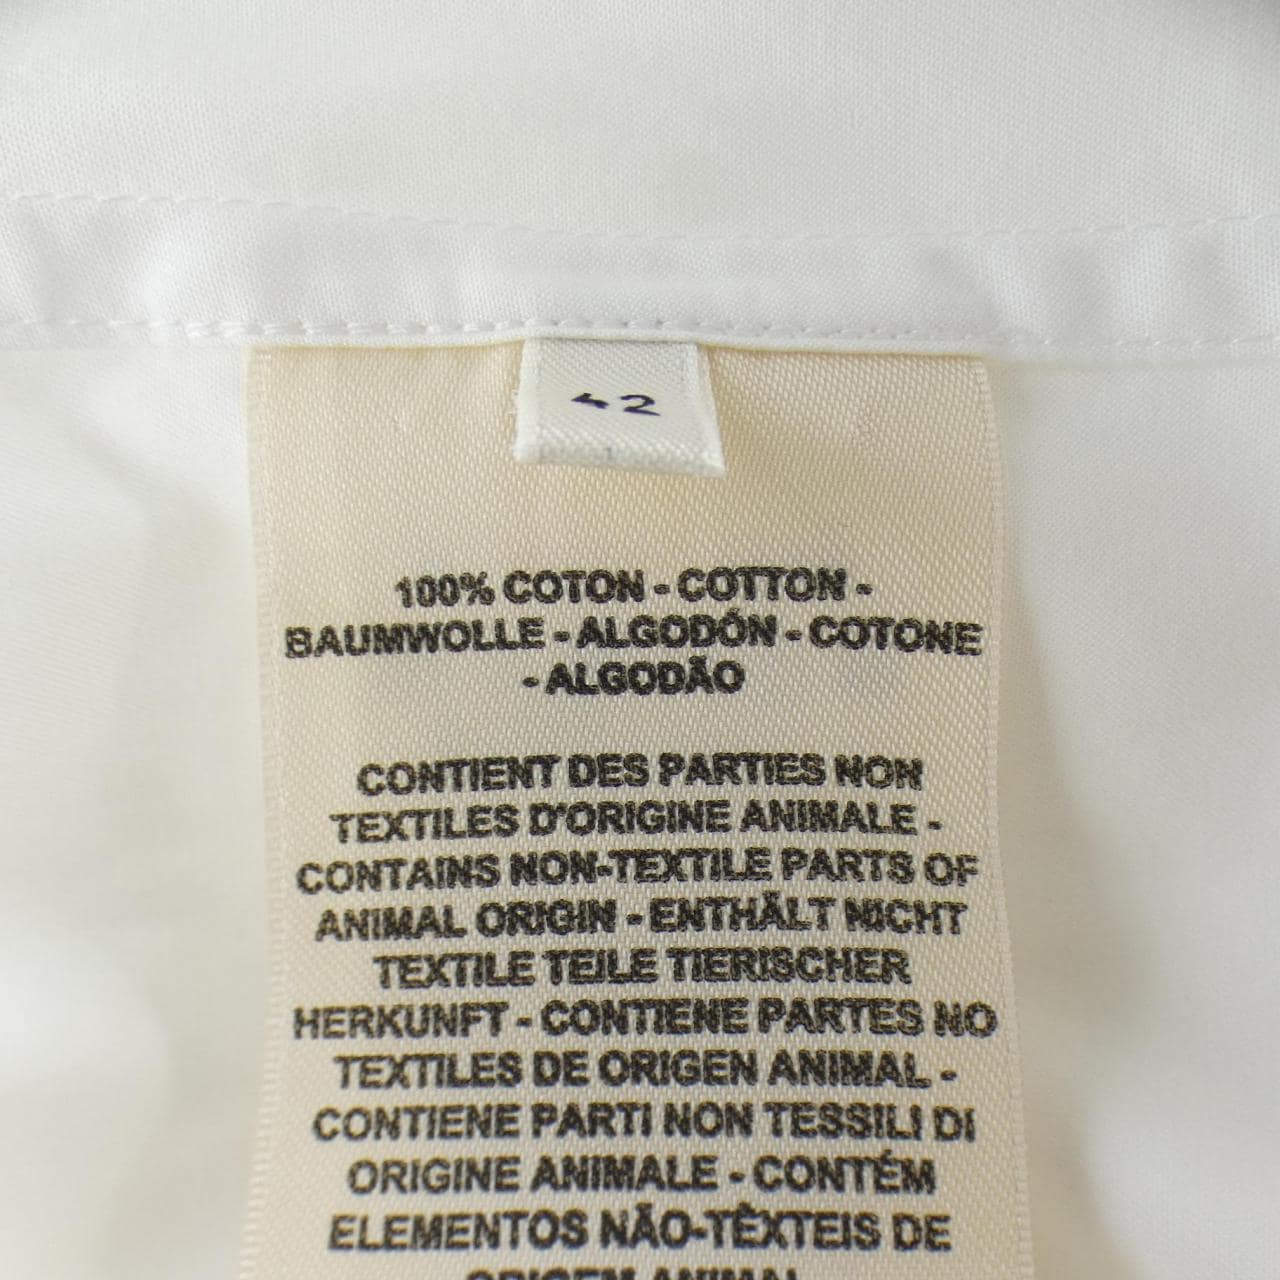 42
100% COTON - COTTON -
BAUMWOLLE - ALGODÓN - COTONE
- ALGODÃO
CONTIENT DES PARTIES NON
TEXTILES D'ORIGINE ANIMALE -
CONTAINS NON-TEXTILE PARTS OF
ANIMAL ORIGIN - ENTHÄLT NICHT
TEXTILE TEILE TIERISCHER
HERKUNFT - CONTIENE PARTES NO
TEXTILES DE ORIGEN ANIMAL -
CONTIENE PARTI NON TESSILI DI
ORIGINE ANIMALE - CONTÉM
ELEMENTOS NÃO-TÊXTEIS DE
ORIGEM ANIMAL